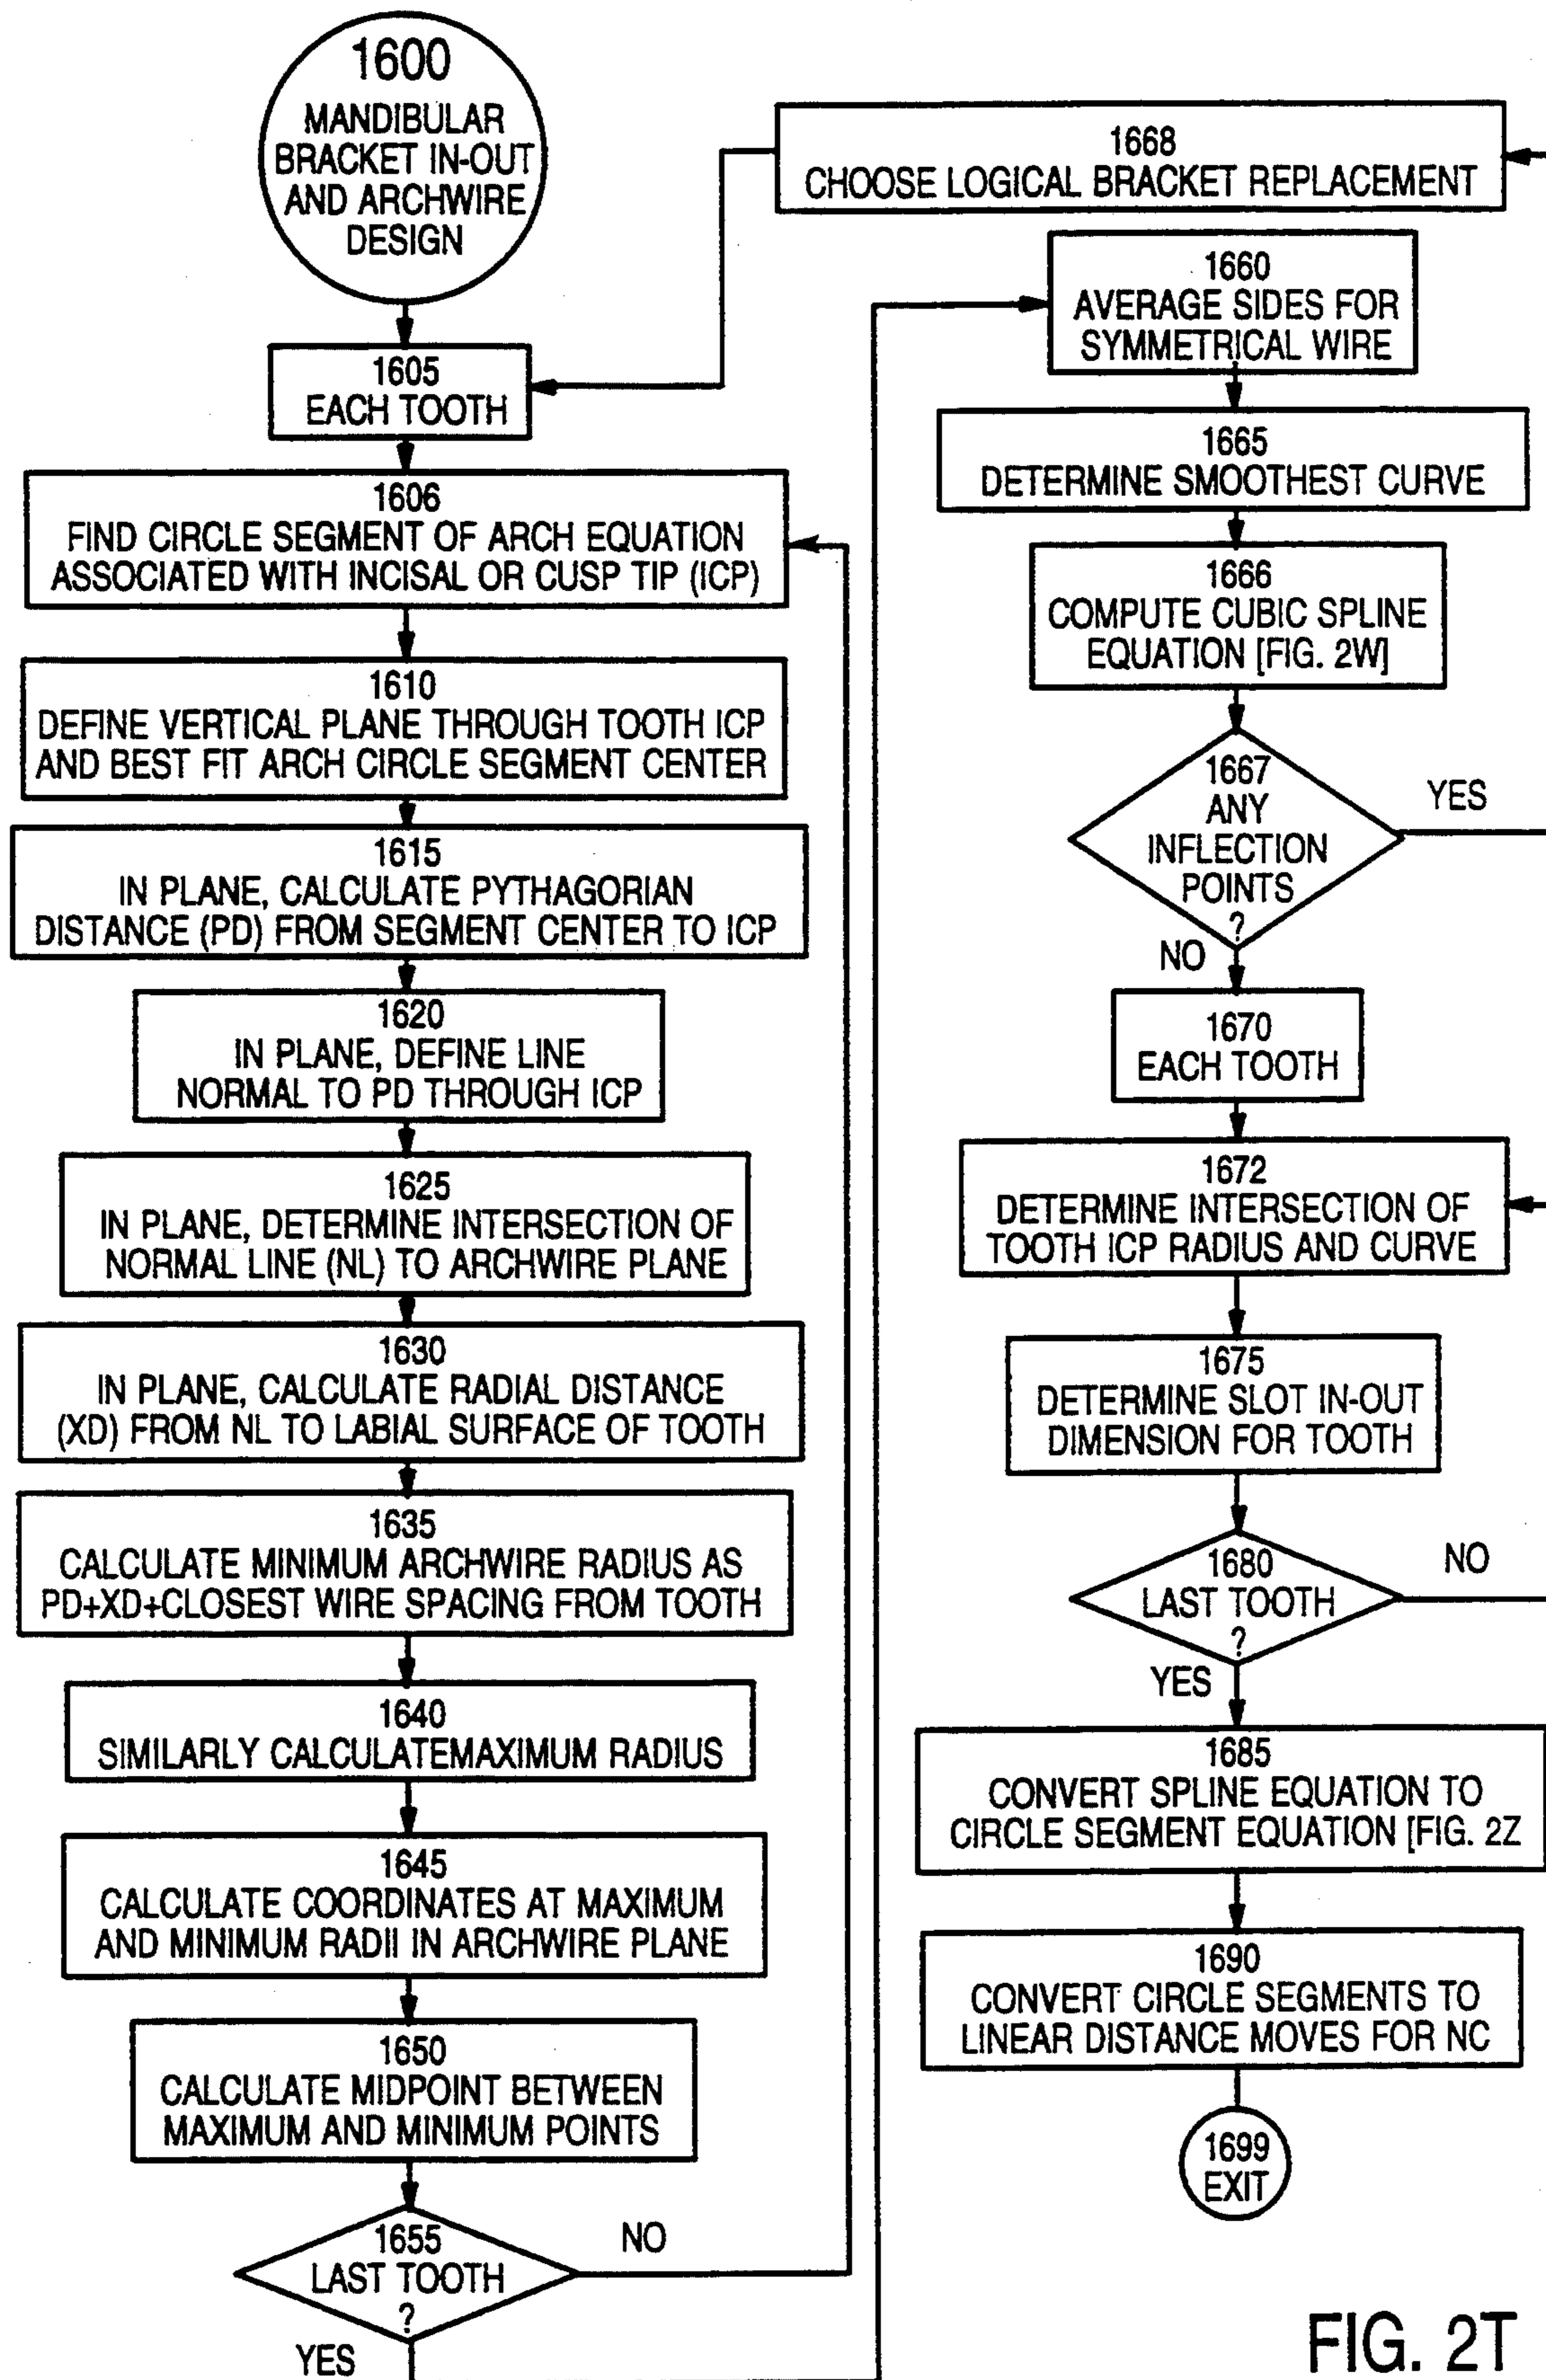 1600
MANDIBULAR
BRACKET IN-OUT
AND ARCHWIRE
DESIGN
1605
EACH TOOTH
1606
FIND CIRCLE SEGMENT OF ARCH EQUATION
ASSOCIATED WITH INCISAL OR CUSP TIP (ICP)
1610
DEFINE VERTICAL PLANE THROUGH TOOTH ICP
AND BEST FIT ARCH CIRCLE SEGMENT CENTER
1615
IN PLANE, CALCULATE PYTHAGORIAN
DISTANCE (PD) FROM SEGMENT CENTER TO ICP
1620
IN PLANE, DEFINE LINE
NORMAL TO PD THROUGH ICP
1625
IN PLANE, DETERMINE INTERSECTION OF
NORMAL LINE (NL) TO ARCHWIRE PLANE
1630
IN PLANE, CALCULATE RADIAL DISTANCE
(XD) FROM NL TO LABIAL SURFACE OF TOOTH
1635
CALCULATE MINIMUM ARCHWIRE RADIUS AS
PD+XD+CLOSEST WIRE SPACING FROM TOOTH
1640
SIMILARLY CALCULATEMAXIMUM RADIUS
1645
CALCULATE COORDINATES AT MAXIMUM
AND MINIMUM RADII IN ARCHWIRE PLANE
1650
CALCULATE MIDPOINT BETWEEN
MAXIMUM AND MINIMUM POINTS
1655
LAST TOOTH
?
NO
YES
1668
CHOOSE LOGICAL BRACKET REPLACEMENT
1660
AVERAGE SIDES FOR
SYMMETRICAL WIRE
1665
DETERMINE SMOOTHEST CURVE
1666
COMPUTE CUBIC SPLINE
EQUATION [FIG. 2W]
1667
ANY
INFLECTION
POINTS
?
YES
NO
1670
EACH TOOTH
1672
DETERMINE INTERSECTION OF
TOOTH ICP RADIUS AND CURVE
1675
DETERMINE SLOT IN-OUT
DIMENSION FOR TOOTH
1680
LAST TOOTH
?
NO
YES
1685
CONVERT SPLINE EQUATION TO
CIRCLE SEGMENT EQUATION [FIG. 2Z
1690
CONVERT CIRCLE SEGMENTS TO
LINEAR DISTANCE MOVES FOR NC
1699
EXIT
FIG. 2T